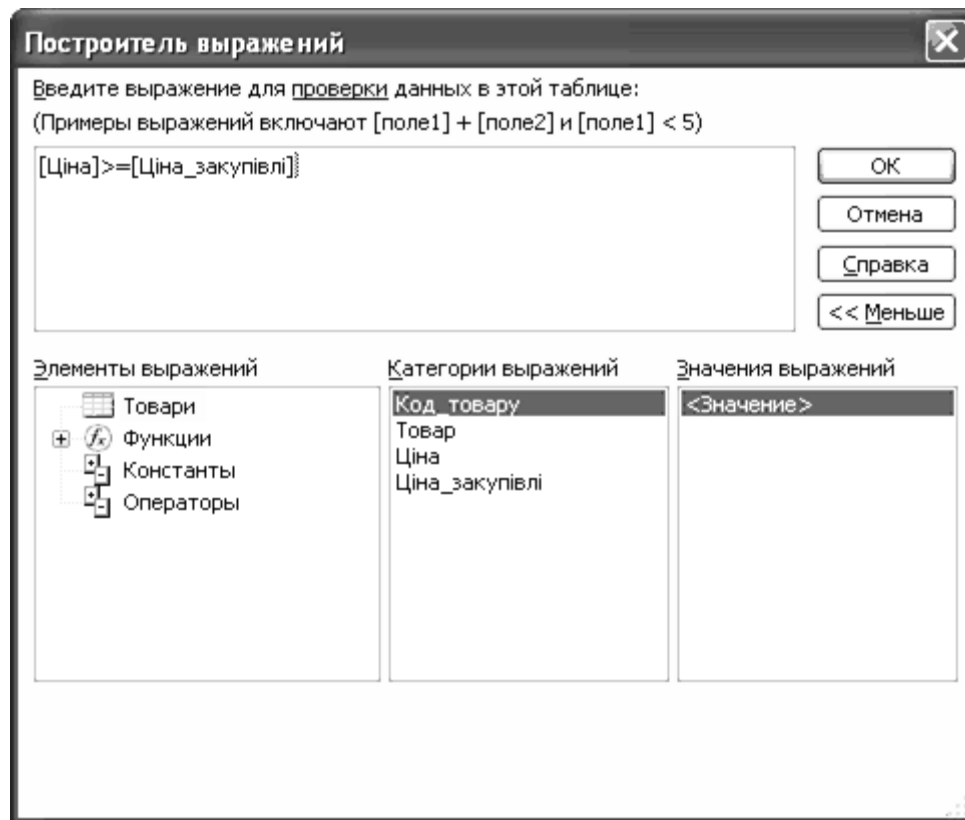 Построитель выражений
Введите выражение для проверки данных в этой таблице:
(Примеры выражений включают [поле1] + [поле2] и [поле1] < 5)
[Ціна]>=[Ціна_закупівлі]
ОК
Отмена
Справка
<< Меньше
Элементы выражений
Категории выражений
Значения выражений
Товари
Функции
Константы
Операторы
Код_товару
Товар
Ціна
Ціна_закупівлі
<Значение>